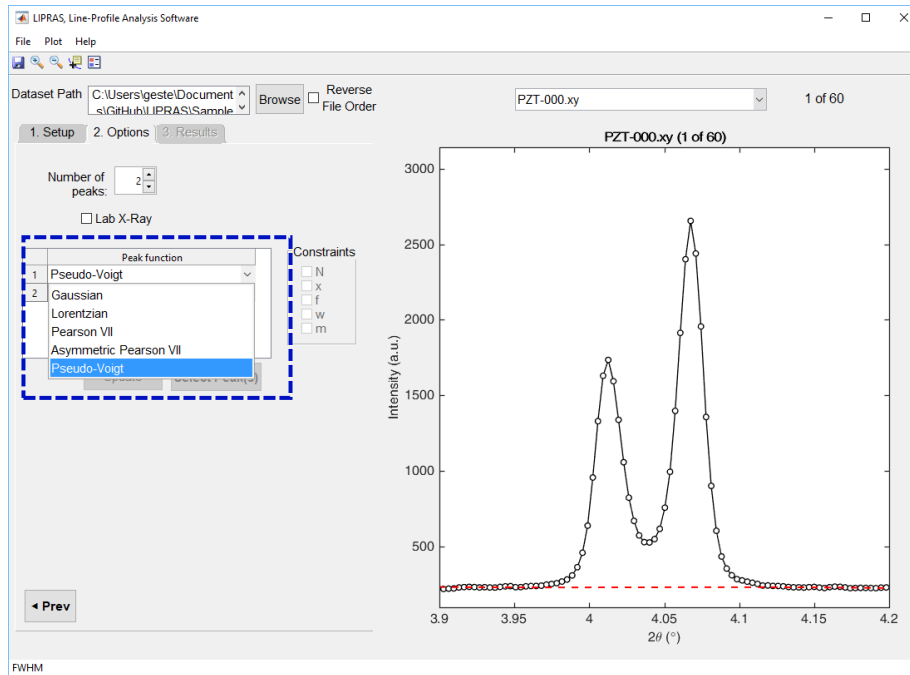 LIPRAS, Line-Profile Analysis Software
File Plot Help
Dataset Path
C:\Users\geste\Document
s\GitHub\LIPRAS\Sample
Browse
Reverse
File Order
PZT-000.xy
1 of 60
1. Setup
2. Options
3. Results
Number of
peaks:
2
Lab X-Ray
Peak function
1 Pseudo-Voigt
2
Gaussian
Lorentzian
Pearson VII
Asymmetric Pearson VII
Pseudo-Voigt
Constraints
N
x
f
w
m
Update
Select Peak(s)
◄ Prev
FWHM
PZT-000.xy (1 of 60)
Intensity (a.u.)
3000
2500
2000
1500
1000
500
3.9 3.95 4 4.05 4.1 4.15 4.2
2θ (°)